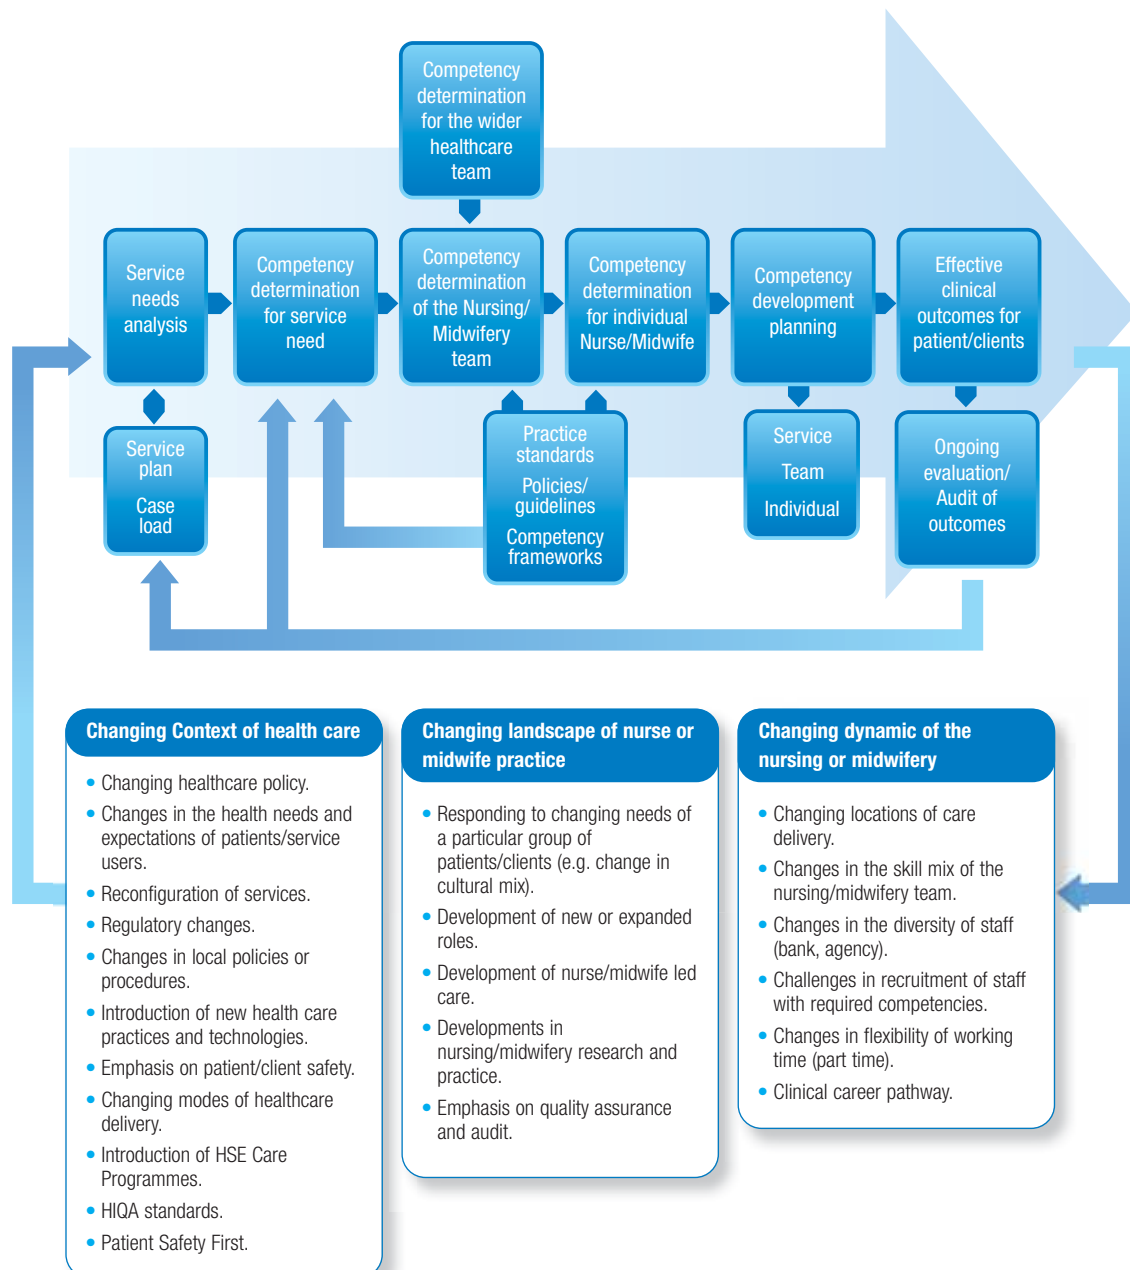 Competency
determination
for the wider
healthcare
team
Service
needs
analysis
Competency
determination
for service
need
Competency
determination
of the Nursing/
Midwifery
team
Competency
determination
for individual
Nurse/Midwife
Competency
development
planning
Effective
clinical
outcomes for
patient/clients
Service
plan
Case
load
Practice
standards
Policies/
guidelines
Competency
frameworks
Service
Team
Individual
Ongoing
evaluation/
Audit of
outcomes
Changing Context of health care
• Changing healthcare policy.
• Changes in the health needs and
expectations of patients/service
users.
• Reconfiguration of services.
• Regulatory changes.
• Changes in local policies or
procedures.
• Introduction of new health care
practices and technologies.
• Emphasis on patient/client safety.
• Changing modes of healthcare
delivery.
• Introduction of HSE Care
Programmes.
• HIQA standards.
• Patient Safety First.
Changing landscape of nurse or
midwife practice
• Responding to changing needs of
a particular group of
patients/clients (e.g. change in
cultural mix).
• Development of new or expanded
roles.
• Development of nurse/midwife led
care.
• Developments in
nursing/midwifery research and
practice.
• Emphasis on quality assurance
and audit.
Changing dynamic of the
nursing or midwifery
• Changing locations of care
delivery.
• Changes in the skill mix of the
nursing/midwifery team.
• Changes in the diversity of staff
(bank, agency).
• Challenges in recruitment of staff
with required competencies.
• Changes in flexibility of working
time (part time).
• Clinical career pathway.